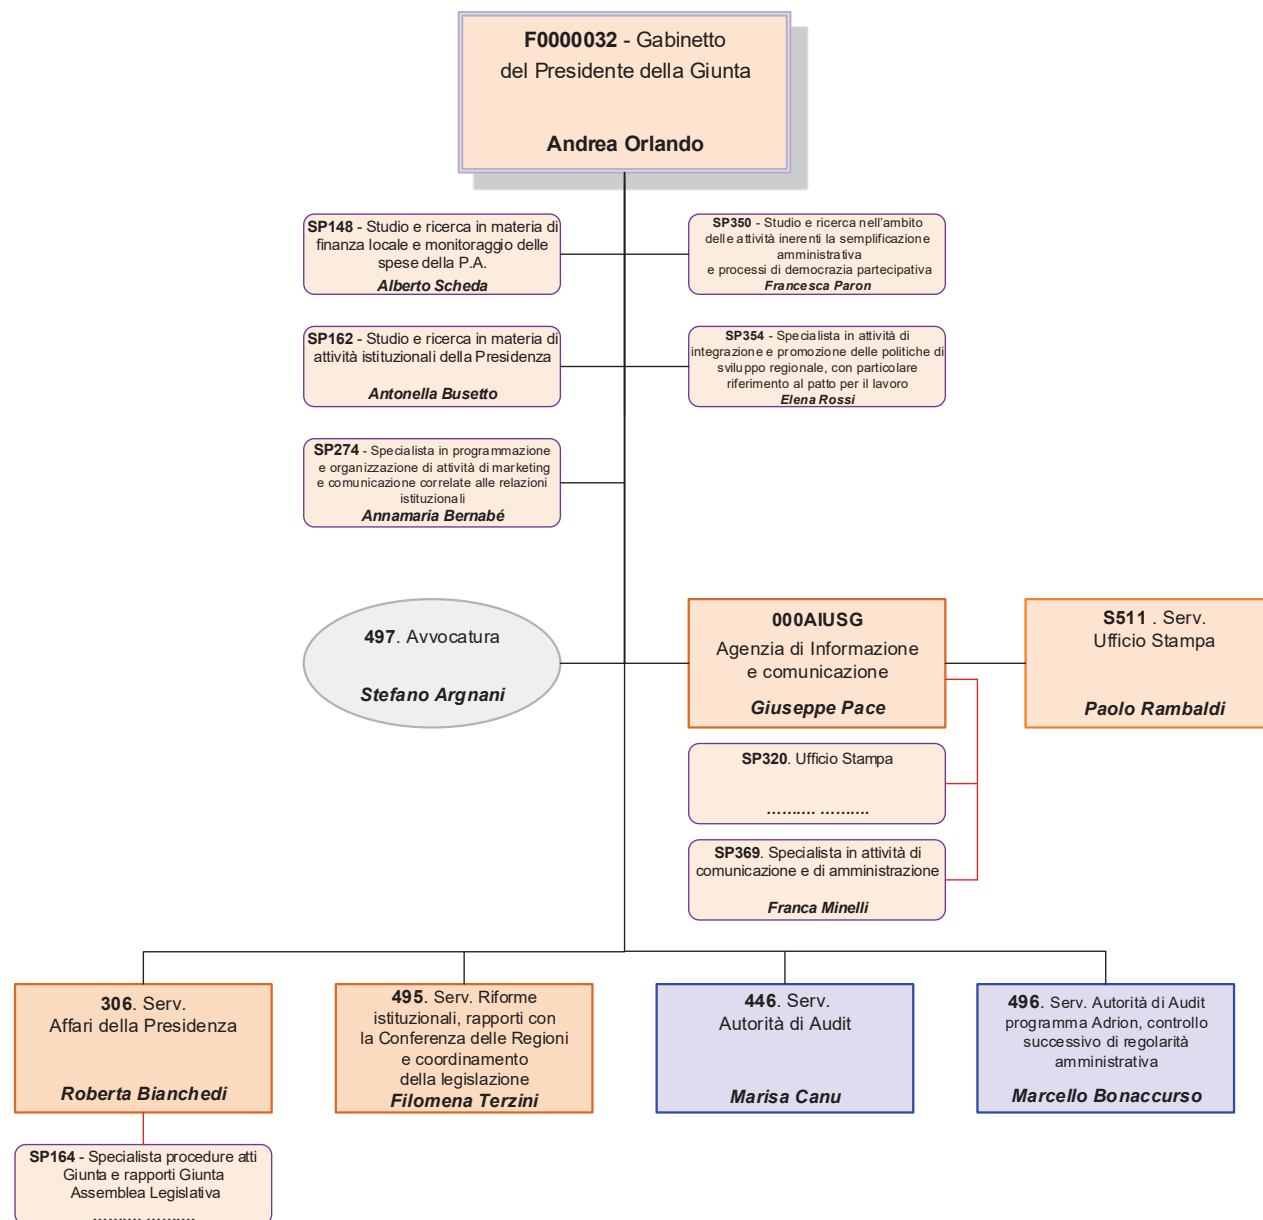 F0000032 - Gabinetto
del Presidente della Giunta
Andrea Orlando
SP148 - Studio e ricerca in materia di
finanza locale e monitoraggio delle
spese della P.A.
Alberto Scheda
SP350 - Studio e ricerca nell'ambito
delle attività inerenti la semplificazione
amministrativa
e processi di democrazia partecipativa
Francesca Paron
SP162 - Studio e ricerca in materia di
attività istituzionali della Presidenza
Antonella Busetto
SP354 - Specialista in attività di
integrazione e promozione delle politiche di
sviluppo regionale, con particolare
riferimento al patto per il lavoro
Elena Rossi
SP274 - Specialista in programmazione
e organizzazione di attività di marketing
e comunicazione correlate alle relazioni
istituzionali
Annamaria Bernabé
497. Avvocatura
Stefano Argnani
000AIUSG
Agenzia di Informazione
e comunicazione
Giuseppe Pace
S511 . Serv.
Ufficio Stampa
Paolo Rambaldi
SP320. Ufficio Stampa
.......... ..........
SP369. Specialista in attività di
comunicazione e di amministrazione
Franca Minelli
306. Serv.
Affari della Presidenza
Roberta Bianchedi
495. Serv. Riforme
istituzionali, rapporti con
la Conferenza delle Regioni
e coordinamento
della legislazione
Filomena Terzini
446. Serv.
Autorità di Audit
Marisa Canu
496. Serv. Autorità di Audit
programma Adrion, controllo
successivo di regolarità
amministrativa
Marcello Bonaccurso
SP164 - Specialista procedure atti
Giunta e rapporti Giunta
Assemblea Legislativa
.......... ..........